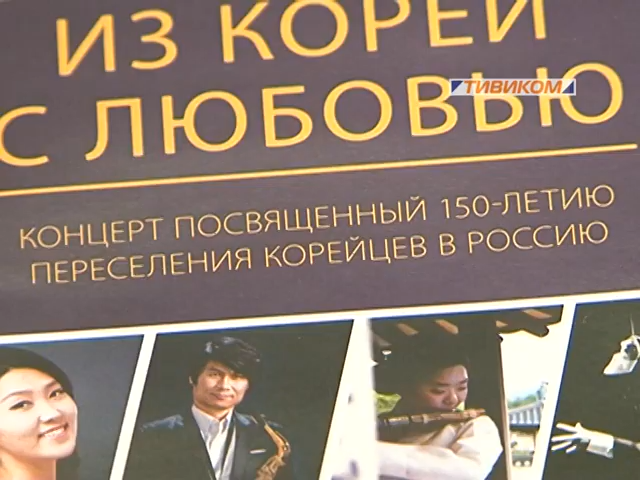 ИЗ КОРЕИ
ТИВИКОМ
С ЛЮБОВЬЮ
КОНЦЕРТ ПОСВЯЩЕННЫЙ 150-ЛЕТИЮ
ПЕРЕСЕЛЕНИЯ КОРЕЙЦЕВ В РОССИЮ